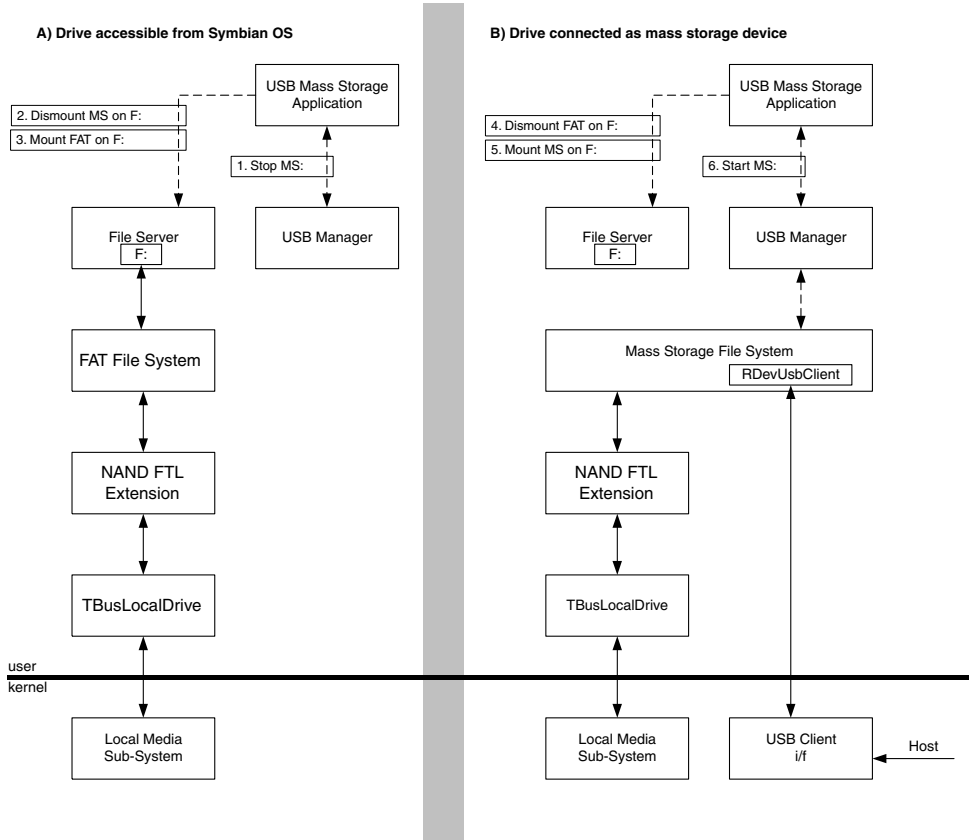 A) Drive accessible from Symbian OS
USB Mass Storage
Application
2. Dismount MS on F:
3. Mount FAT on F:
1. Stop MS:
File Server
F:
USB Manager
FAT File System
NAND FTL
Extension
TBusLocalDrive
user
kernel
Local Media
Sub-System
B) Drive connected as mass storage device
USB Mass Storage
Application
4. Dismount FAT on F:
5. Mount MS on F:
6. Start MS:
File Server
F:
USB Manager
Mass Storage File System
RDevUsbClient
NAND FTL
Extension
TBusLocalDrive
Local Media
Sub-System
USB Client
i/f
Host